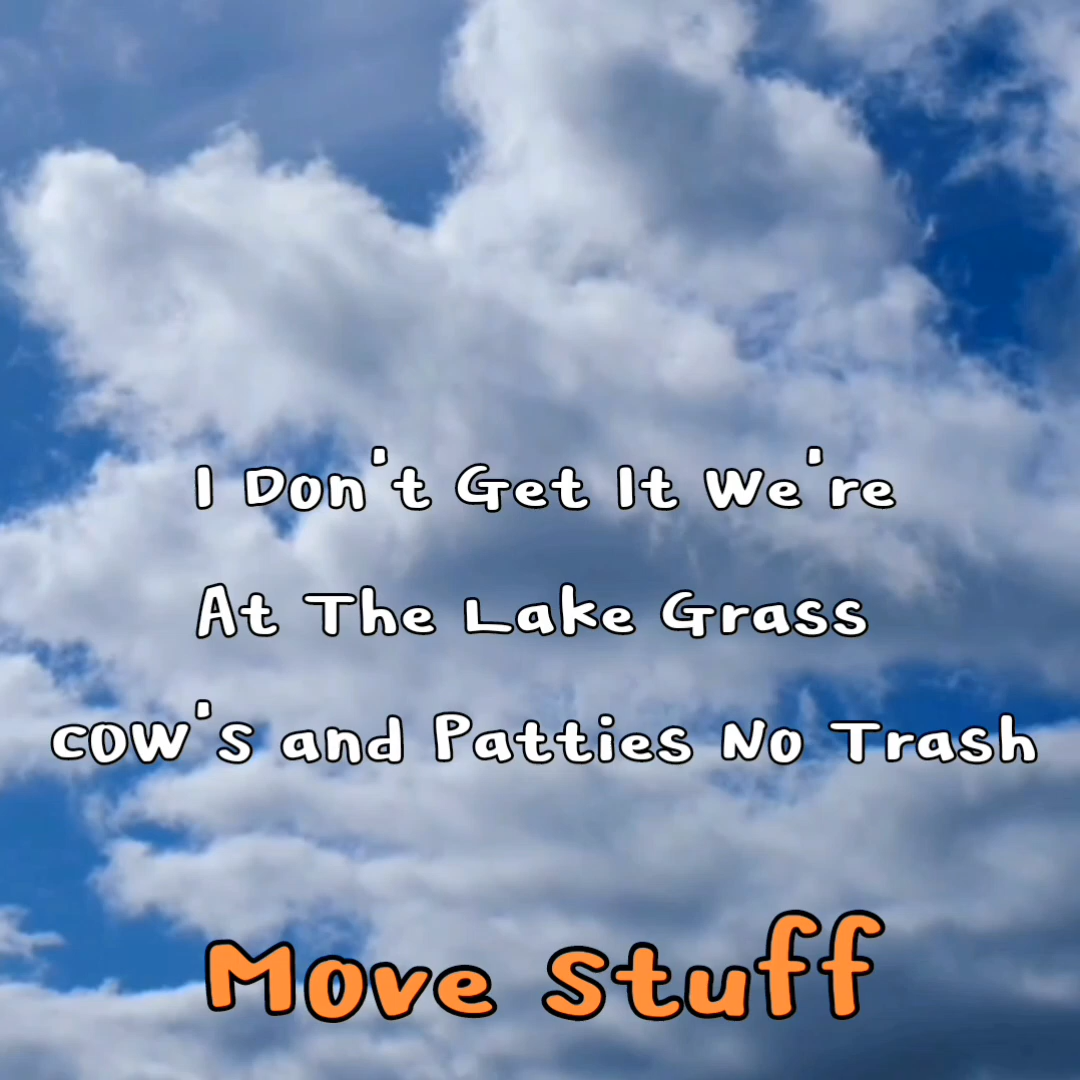 I Don't Get It We're
At The Lake Grass
cow's and Patties No Trash
Move Stuff